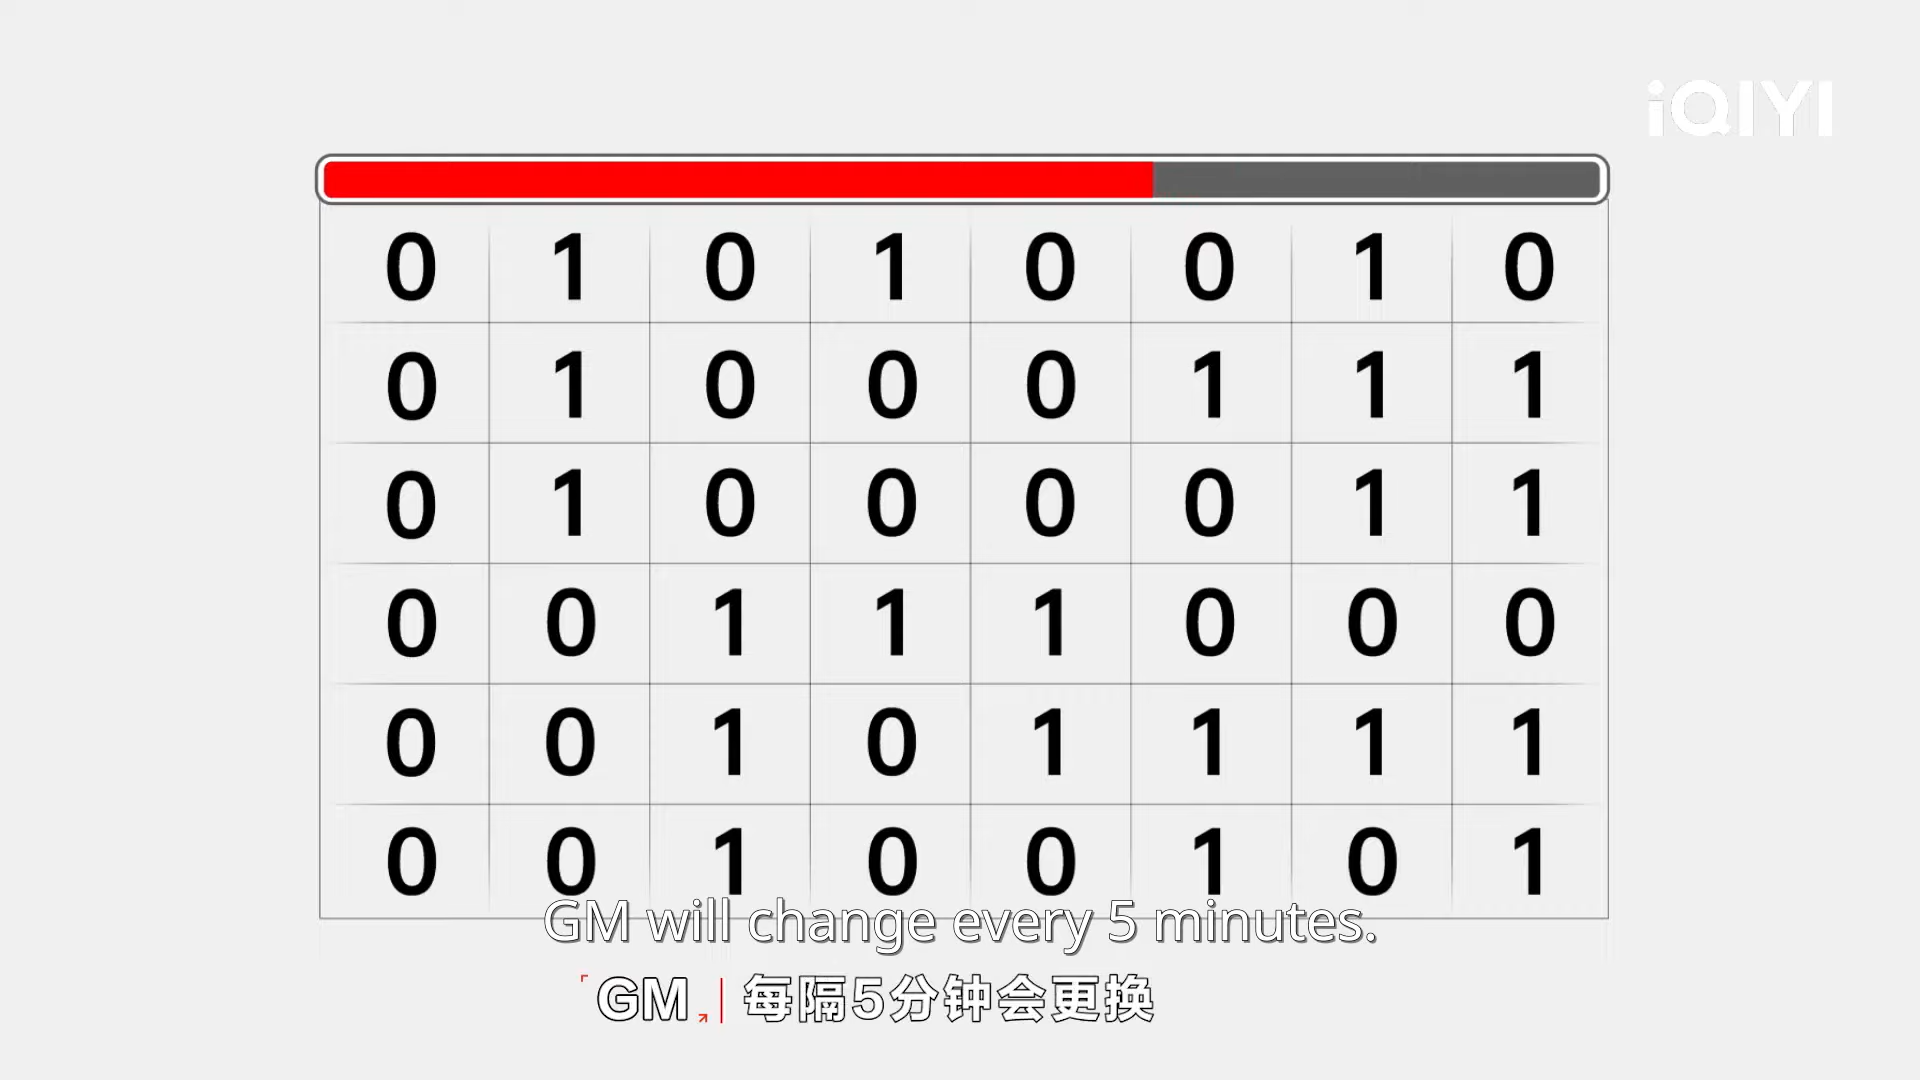 iQIYI
0 1 0 1 0 0 1 0
0 1 0 0 0 1 1 1
0 1 0 0 0 0 1 1
0 0 1 1 1 0 0 0
0 0 1 0 1 1 1 1
0 0 1 0 0 1 0 1
GM will change every 5 minutes.
GM 每隔5分钟会更换